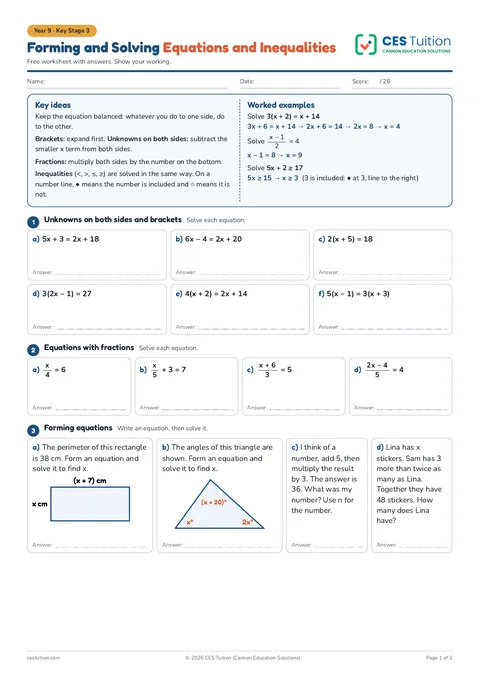 Year 9 · Key Stage 3
Forming and Solving Equations and Inequalities
Free worksheet with answers. Show your working.
CES Tuition
CANNON EDUCATION SOLUTIONS
Name:
Date:
Score: / 26
Key ideas
Keep the equation balanced: whatever you do to one side, do
to the other.
Brackets: expand first. Unknowns on both sides: subtract the
smaller x term from both sides.
Fractions: multiply both sides by the number on the bottom.
Inequalities (<, >, ≤, ≥) are solved in the same way. On a
number line, ● means the number is included and ○ means it is
not.
Worked examples
Solve 3(x + 2) = x + 14
3x + 6 = x + 14 → 2x + 6 = 14 → 2x = 8 → x = 4
Solve (x − 1)/2 = 4
x − 1 = 8 → x = 9
Solve 5x + 2 ≥ 17
5x ≥ 15 → x ≥ 3 (3 is included: ● at 3, line to the right)
1 Unknowns on both sides and brackets Solve each equation.
a) 5x + 3 = 2x + 18
Answer:
b) 6x − 4 = 2x + 20
Answer:
c) 2(x + 5) = 18
Answer:
d) 3(2x − 1) = 27
Answer:
e) 4(x + 2) = 2x + 14
Answer:
f) 5(x − 1) = 3(x + 3)
Answer:
2 Equations with fractions Solve each equation.
a) x/4 = 6
Answer:
b) x/5 + 3 = 7
Answer:
c) (x + 6)/3 = 5
Answer:
d) (2x − 4)/5 = 4
Answer:
3 Forming equations Write an equation, then solve it.
a) The perimeter of this rectangle
is 38 cm. Form an equation and
solve it to find x.
(x + 7) cm
x cm
Answer:
b) The angles of this triangle are
shown. Form an equation and
solve it to find x.
(x + 20)°
x°
2x°
Answer:
c) I think of a
number, add 5, then
multiply the result
by 3. The answer is
36. What was my
number? Use n for
the number.
Answer:
d) Lina has x
stickers. Sam has 3
more than twice as
many as Lina.
Together they have
48 stickers. How
many does Lina
have?
Answer:
cestuition.com
© 2026 CES Tuition (Cannon Education Solutions)
Page 1 of 2